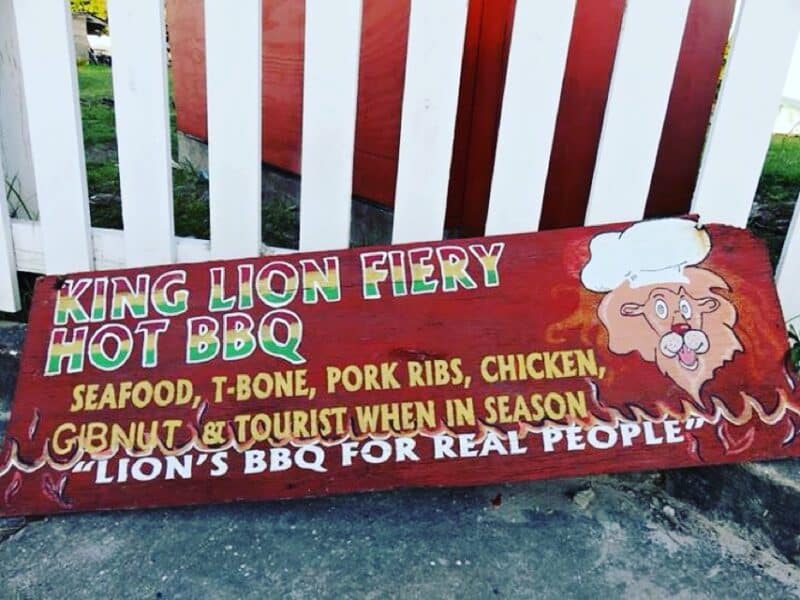 KING LION FIERY
HOT BBQ
SEAFOOD, T-BONE, PORK RIBS, CHICKEN,
GIBNUT & TOURIST WHEN IN SEASON
"LION'S BBQ FOR REAL PEOPLE"